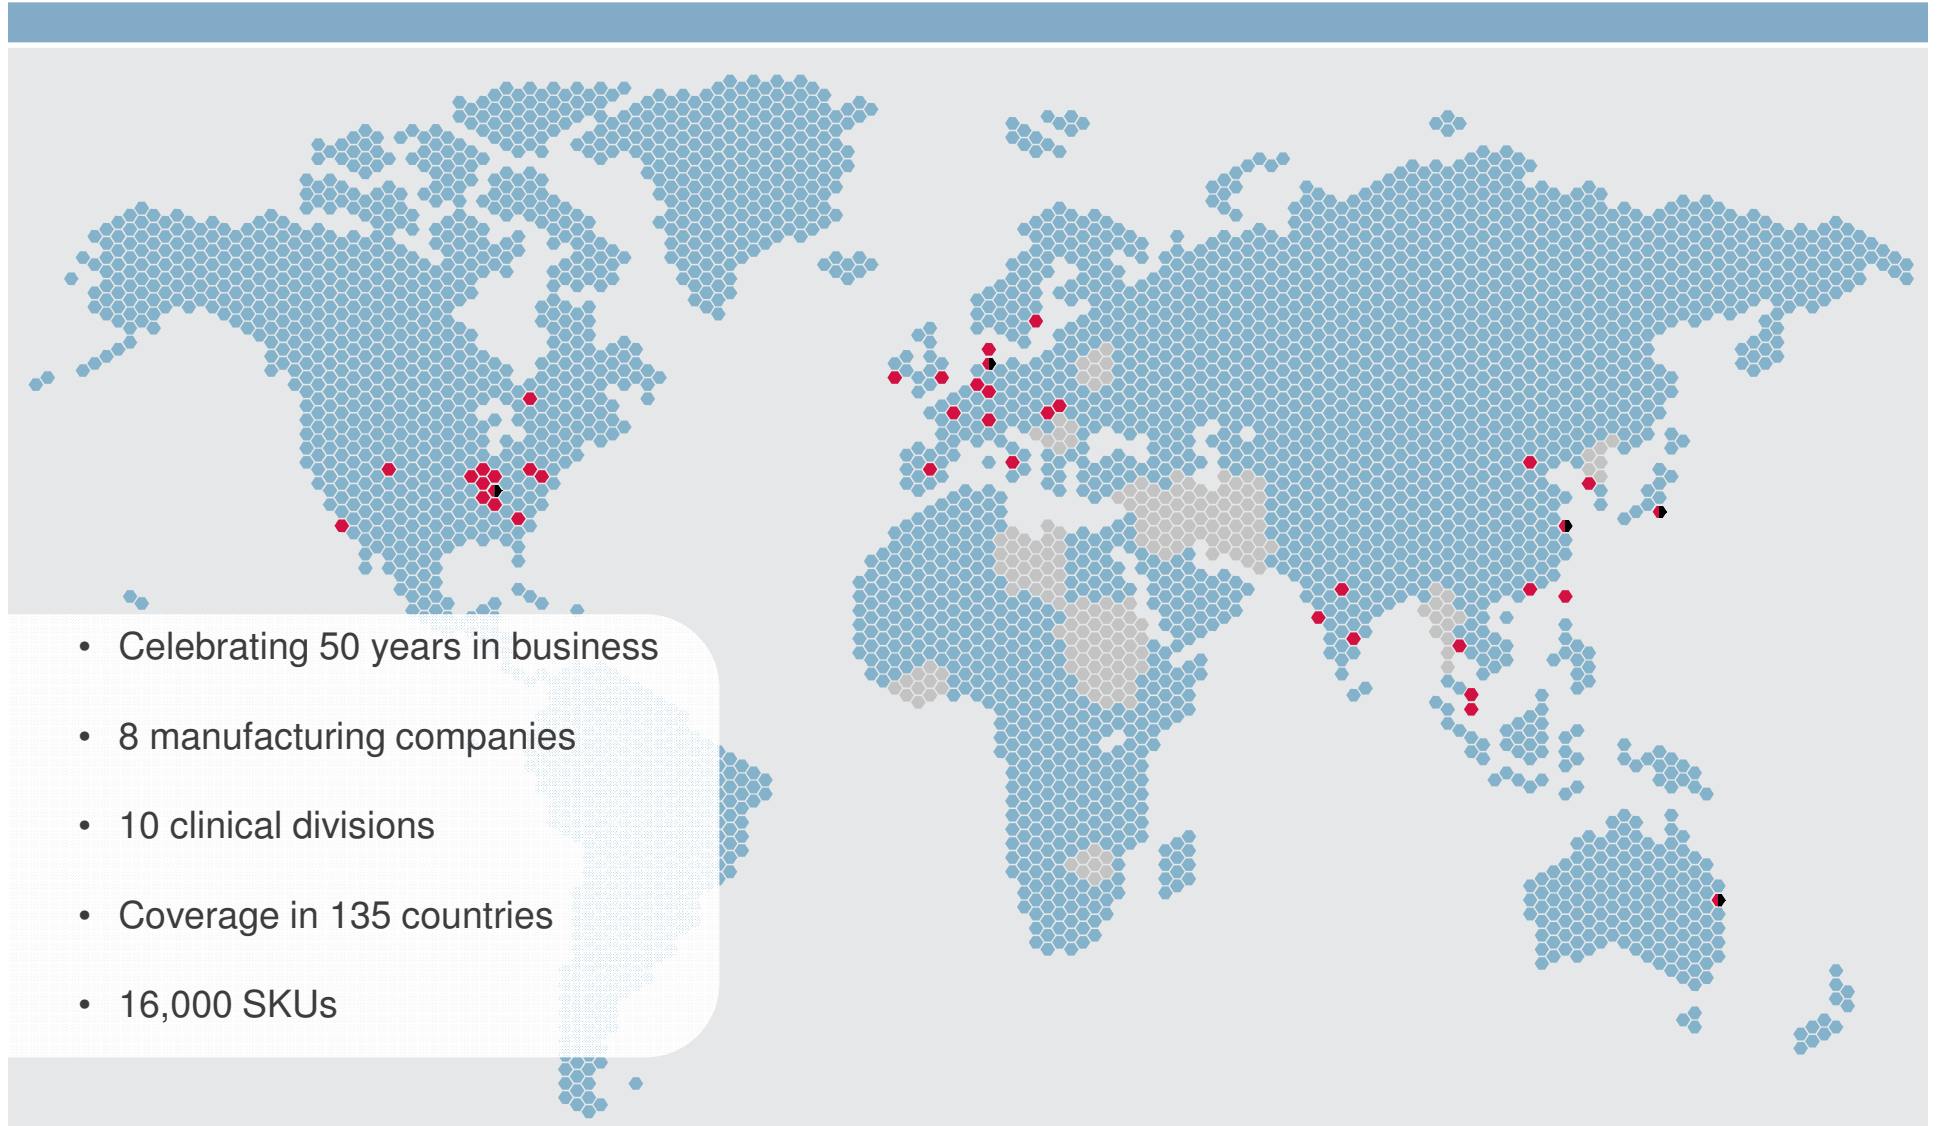 • Celebrating 50 years in business
• 8 manufacturing companies
• 10 clinical divisions
• Coverage in 135 countries
• 16,000 SKUs